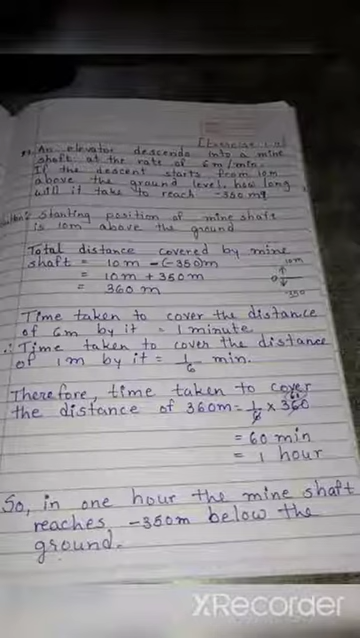 [Exercise
An elevator descends into a mine
shaft at the rate of 6m/min.
If the descent starts from 10m
above the ground level, how long
will it take to reach -350 m?
Starting position of mine shaft
is 10m above the ground
Total distance covered by mine
shaft = 10m - (-350)m
= 10m + 350m
= 360 m
10m
0
-350
Time taken to cover the distance
of 6m by it = 1 minute.
∴ Time taken to cover the distance
of 1m by it = 1/6 min.
Therefore, time taken to cover
the distance of 360m = 1/6 x 360
= 60 min
= 1 hour
So, in one hour the mine shaft
reaches -350m below the
ground.
XRecorder